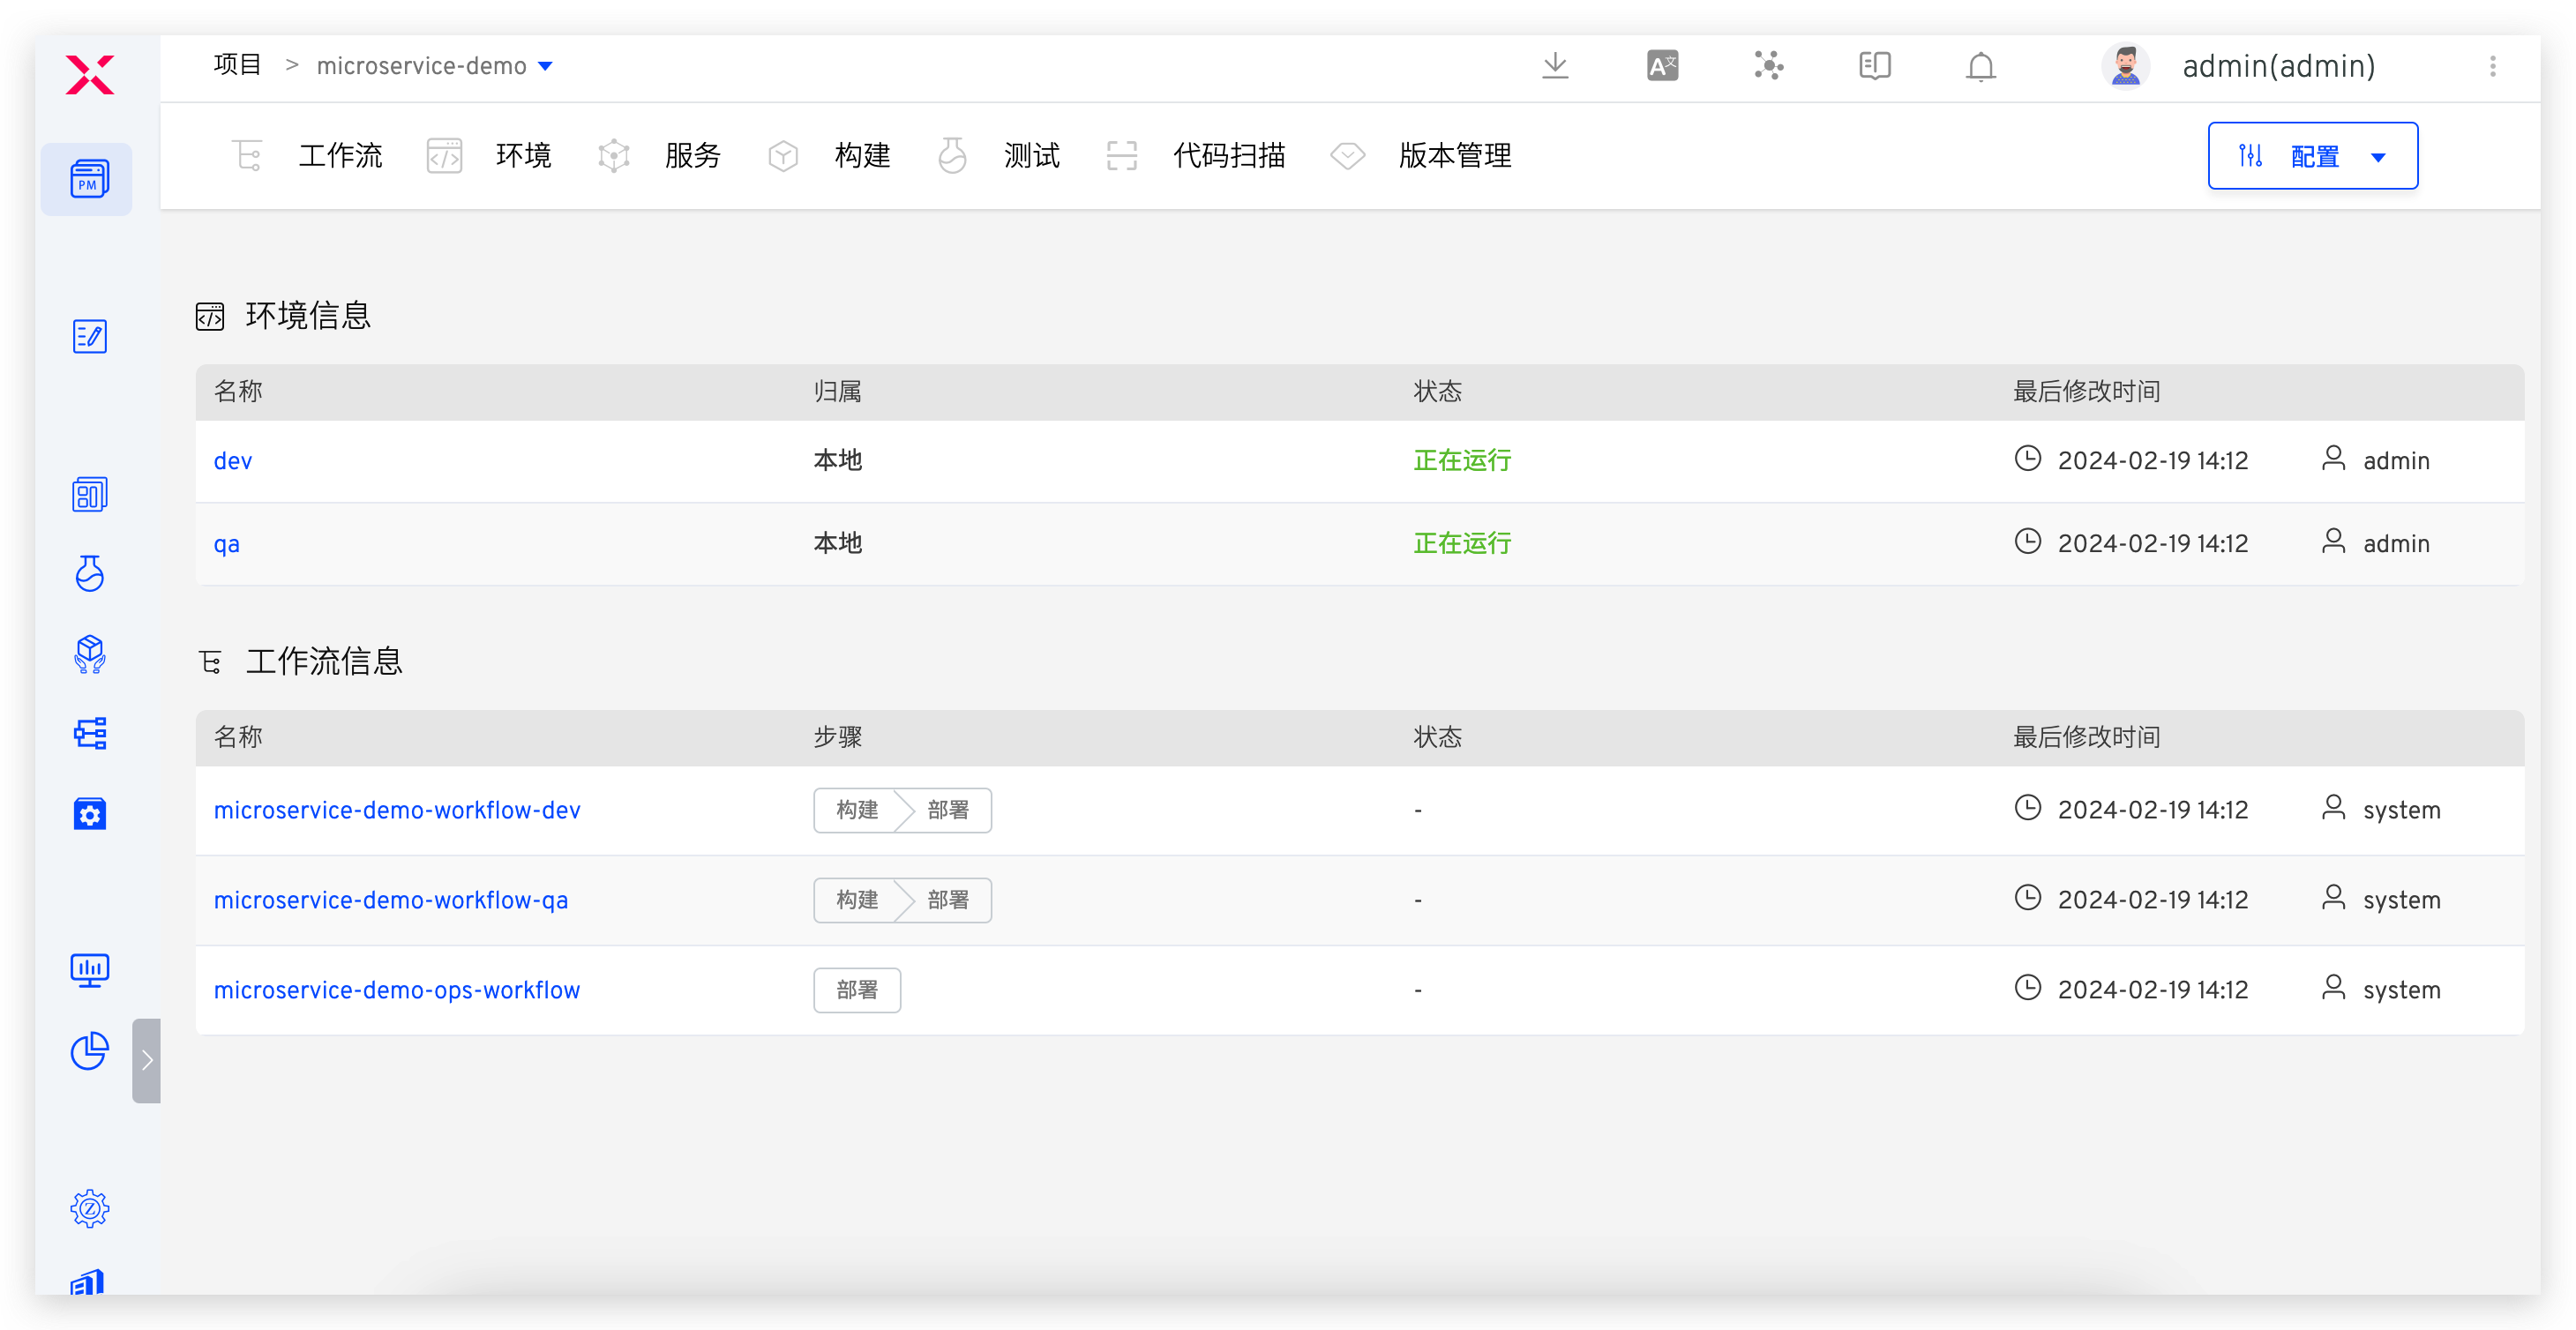 项目 > microservice-demo
A文
admin(admin)
PM
工作流 环境 服务 构建 测试 代码扫描 版本管理 配置
环境信息
名称 归属 状态 最后修改时间
dev 本地 正在运行 2024-02-19 14:12 admin
qa 本地 正在运行 2024-02-19 14:12 admin
工作流信息
名称 步骤 状态 最后修改时间
microservice-demo-workflow-dev 构建 部署 - 2024-02-19 14:12 system
microservice-demo-workflow-qa 构建 部署 - 2024-02-19 14:12 system
microservice-demo-ops-workflow 部署 - 2024-02-19 14:12 system
Z